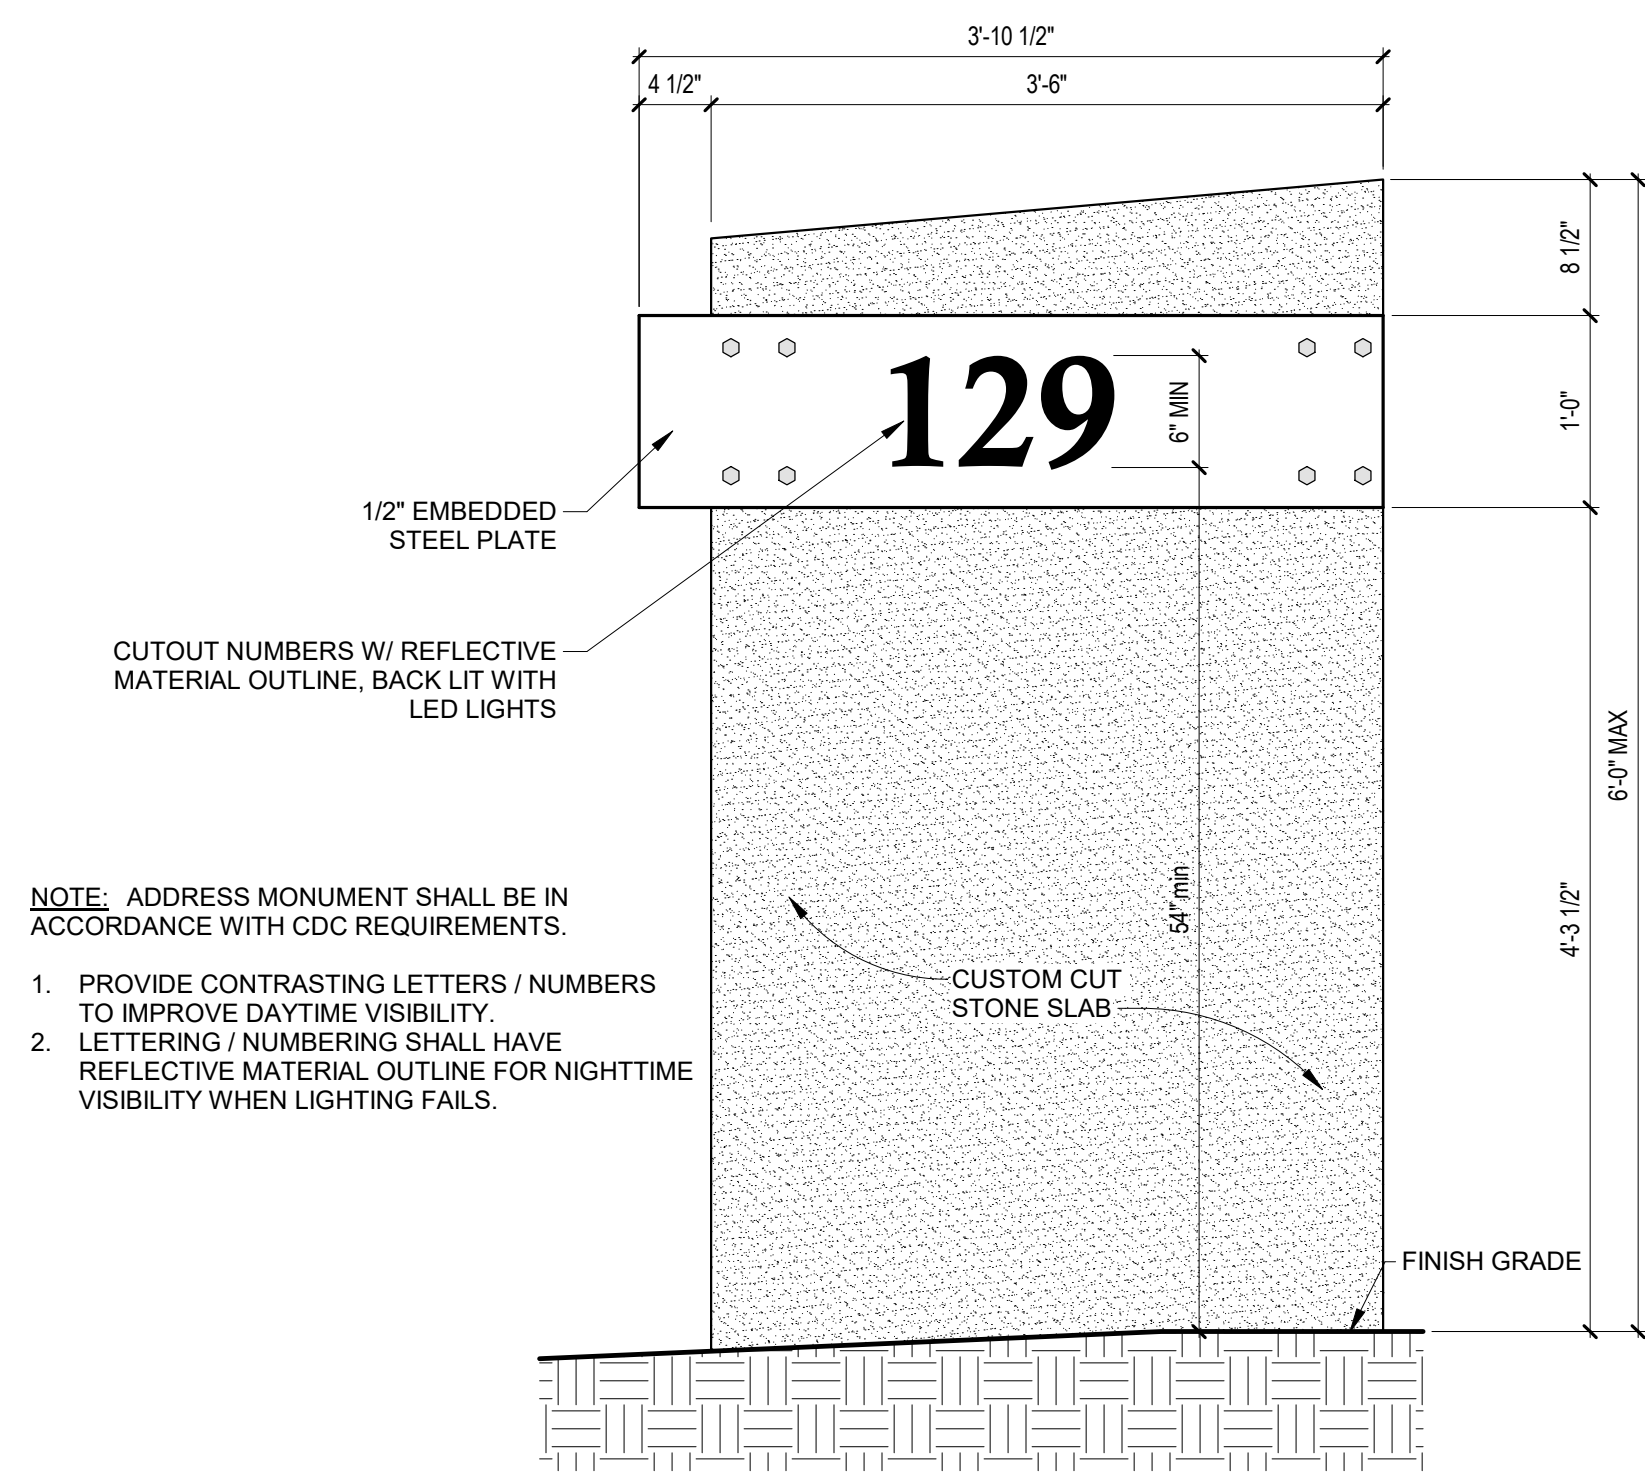 3'-10 1/2"
4 1/2"
3'-6"
8 1/2"
129
6" MIN
1'-0"
1/2" EMBEDDED
STEEL PLATE
CUTOUT NUMBERS W/ REFLECTIVE
MATERIAL OUTLINE, BACK LIT WITH
LED LIGHTS
6'-0" MAX
54" min
4'-3 1/2"
NOTE: ADDRESS MONUMENT SHALL BE IN
ACCORDANCE WITH CDC REQUIREMENTS.
1. PROVIDE CONTRASTING LETTERS / NUMBERS
TO IMPROVE DAYTIME VISIBILITY.
2. LETTERING / NUMBERING SHALL HAVE
REFLECTIVE MATERIAL OUTLINE FOR NIGHTTIME
VISIBILITY WHEN LIGHTING FAILS.
CUSTOM CUT
STONE SLAB
FINISH GRADE